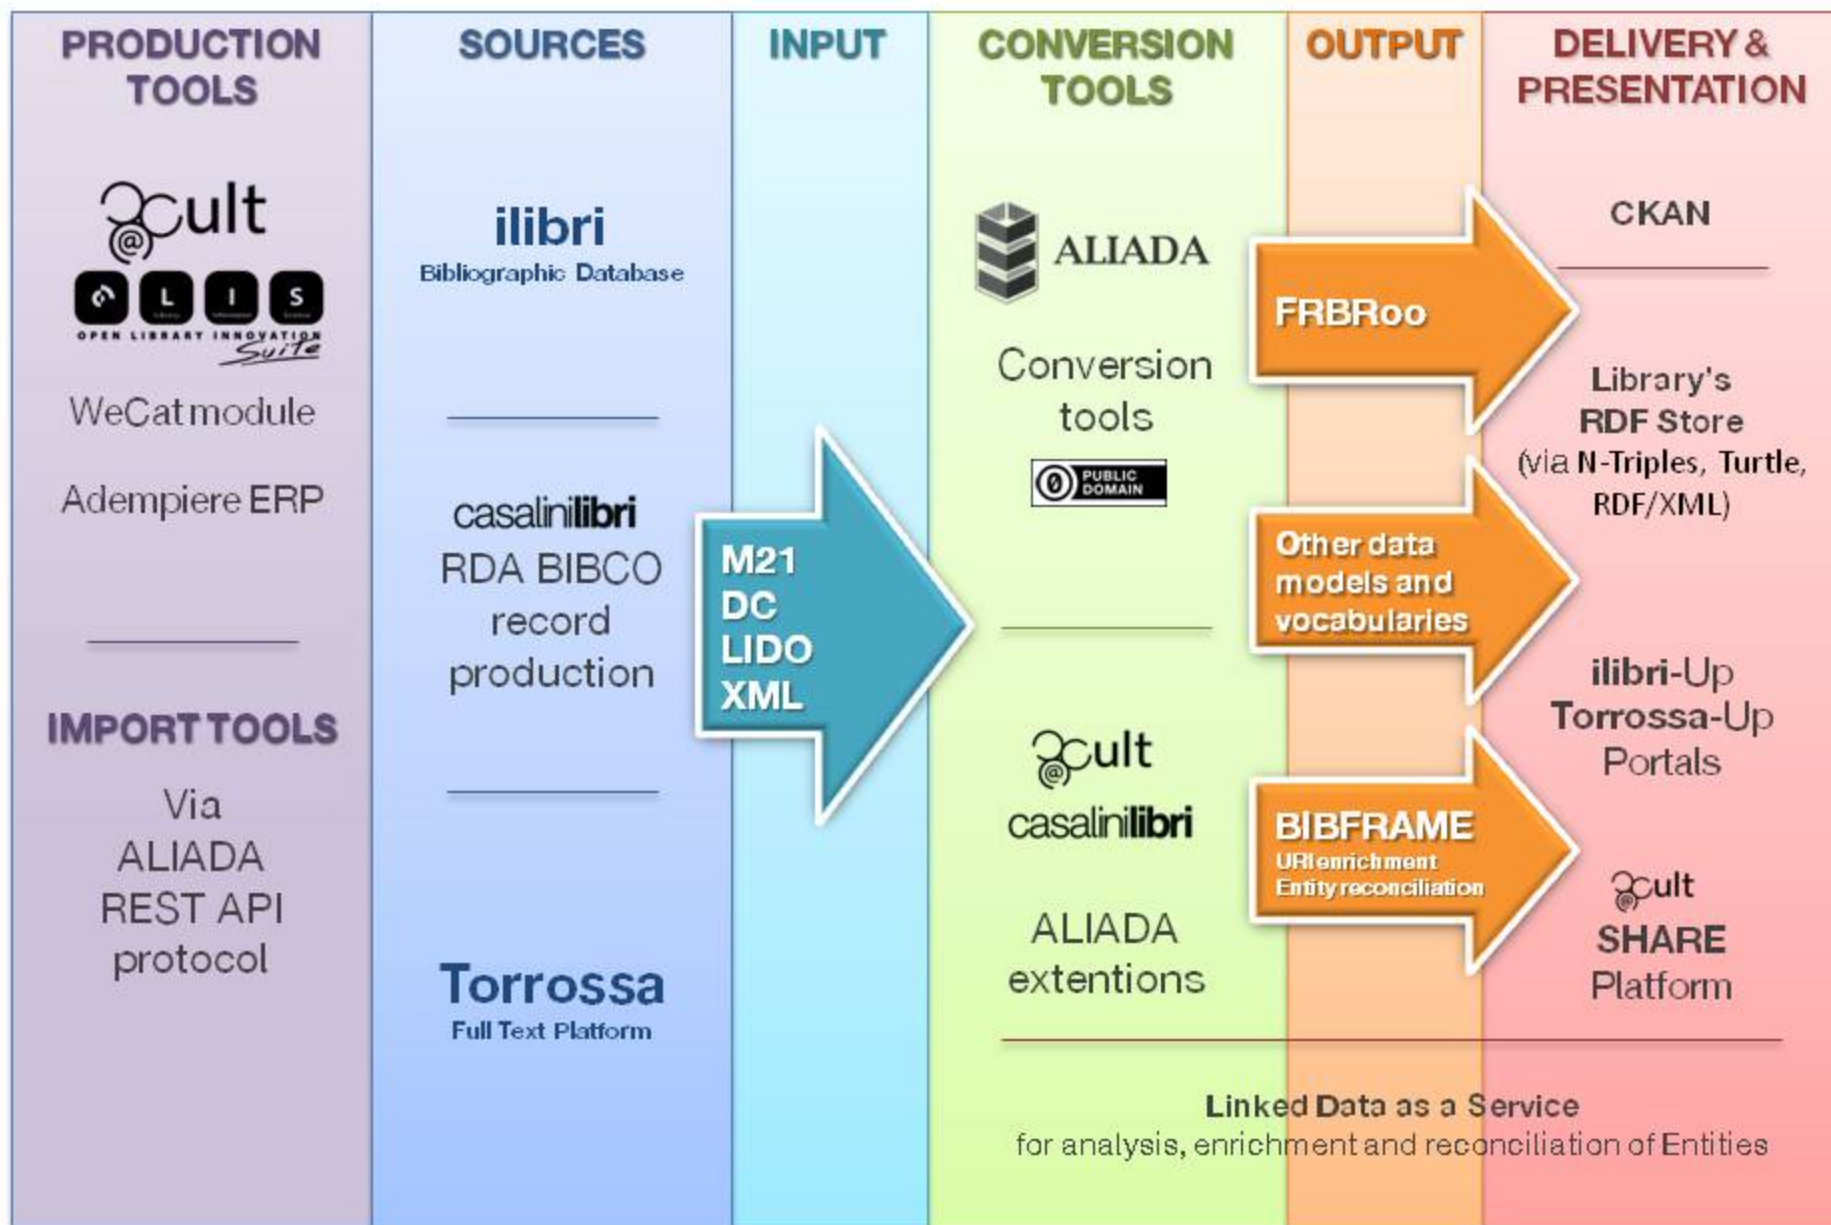 PRODUCTION
TOOLS
@cult
L I S
OPEN LIBRARY INNOVATION
Suite
WeCat module
Adempiere ERP
IMPORT TOOLS
Via
ALIADA
REST API
protocol
SOURCES
ilibri
Bibliographic Database
casalinilibri
RDA BIBCO
record
production
Torrossa
Full Text Platform
INPUT
M21
DC
LIDO
XML
CONVERSION
TOOLS
ALIADA
Conversion
tools
PUBLIC
DOMAIN
@cult
casalinilibri
ALIADA
extentions
OUTPUT
FRBRoo
Other data
models and
vocabularies
BIBFRAME
URI enrichment
Entity reconciliation
DELIVERY &
PRESENTATION
CKAN
Library's
RDF Store
(via N-Triples, Turtle,
RDF/XML)
ilibri-Up
Torrossa-Up
Portals
@cult
SHARE
Platform
Linked Data as a Service
for analysis, enrichment and reconciliation of Entities